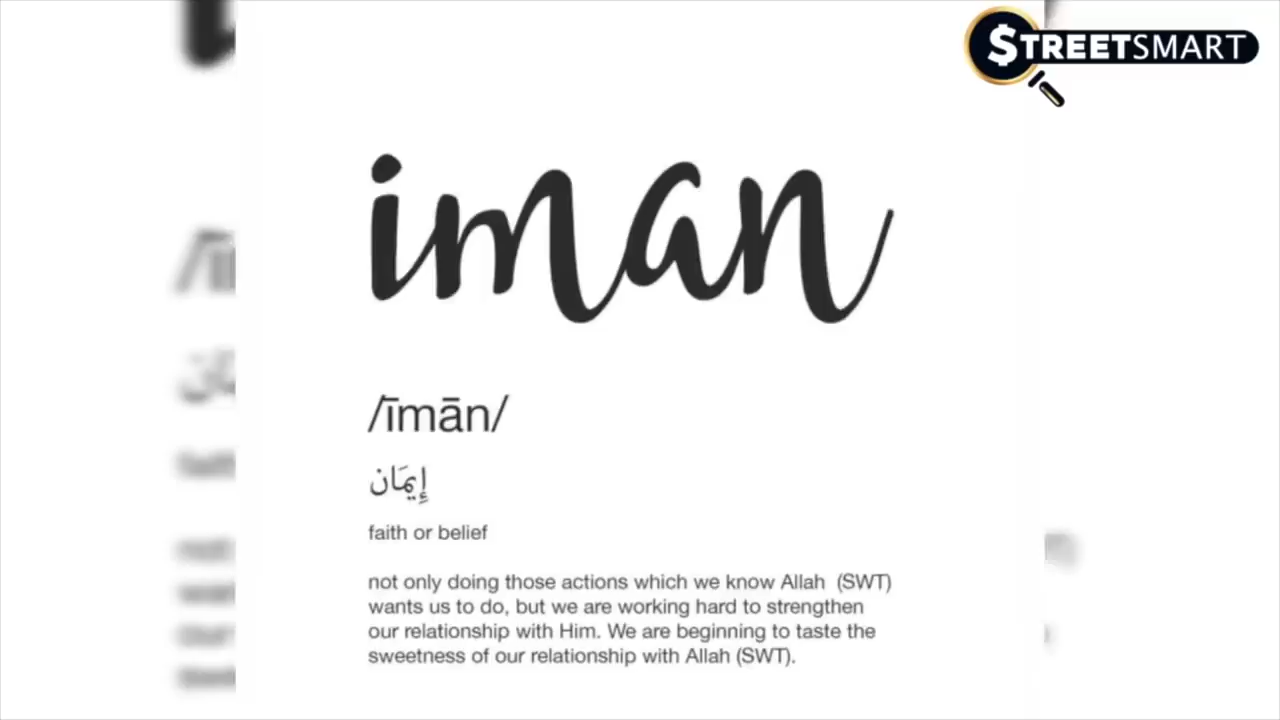 $TREETSMART
iman
/īmān/
إِيمَان
faith or belief
not only doing those actions which we know Allah (SWT)
wants us to do, but we are working hard to strengthen
our relationship with Him. We are beginning to taste the
sweetness of our relationship with Allah (SWT).